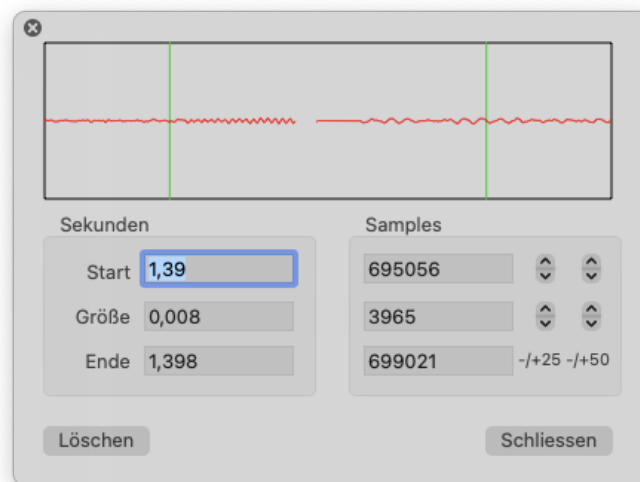 Sekunden Samples
Start 1,39 695056
Größe 0,008 3965
Ende 1,398 699021 -/+25 -/+50
Löschen Schliessen